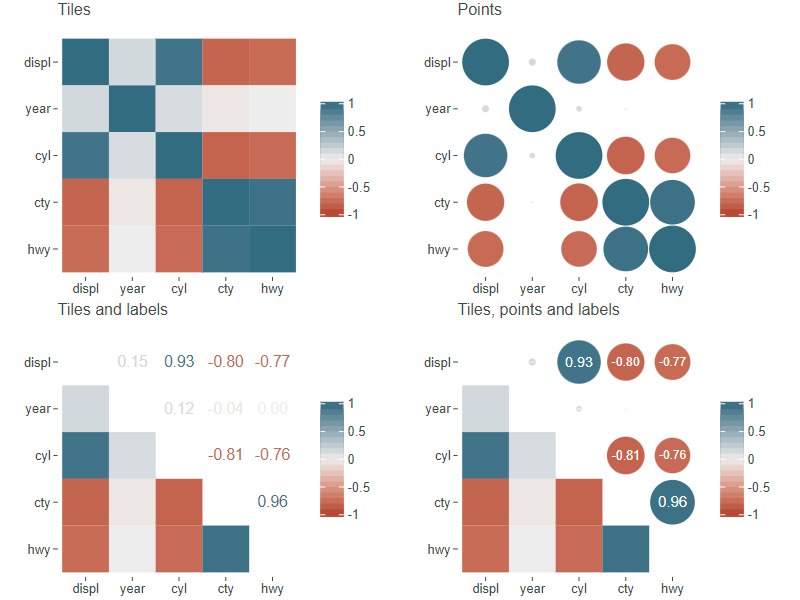 Tiles
displ
year
cyl
cty
hwy
displ year cyl cty hwy
1
0.5
0
-0.5
-1
Points
displ
year
cyl
cty
hwy
displ year cyl cty hwy
1
0.5
0
-0.5
-1
Tiles and labels
displ 0.15 0.93 -0.80 -0.77
year 0.12 -0.04 0.00
cyl -0.81 -0.76
cty 0.96
hwy
displ year cyl cty hwy
1
0.5
0
-0.5
-1
Tiles, points and labels
displ 0.93 -0.80 -0.77
year
cyl -0.81 -0.76
cty 0.96
hwy
displ year cyl cty hwy
1
0.5
0
-0.5
-1